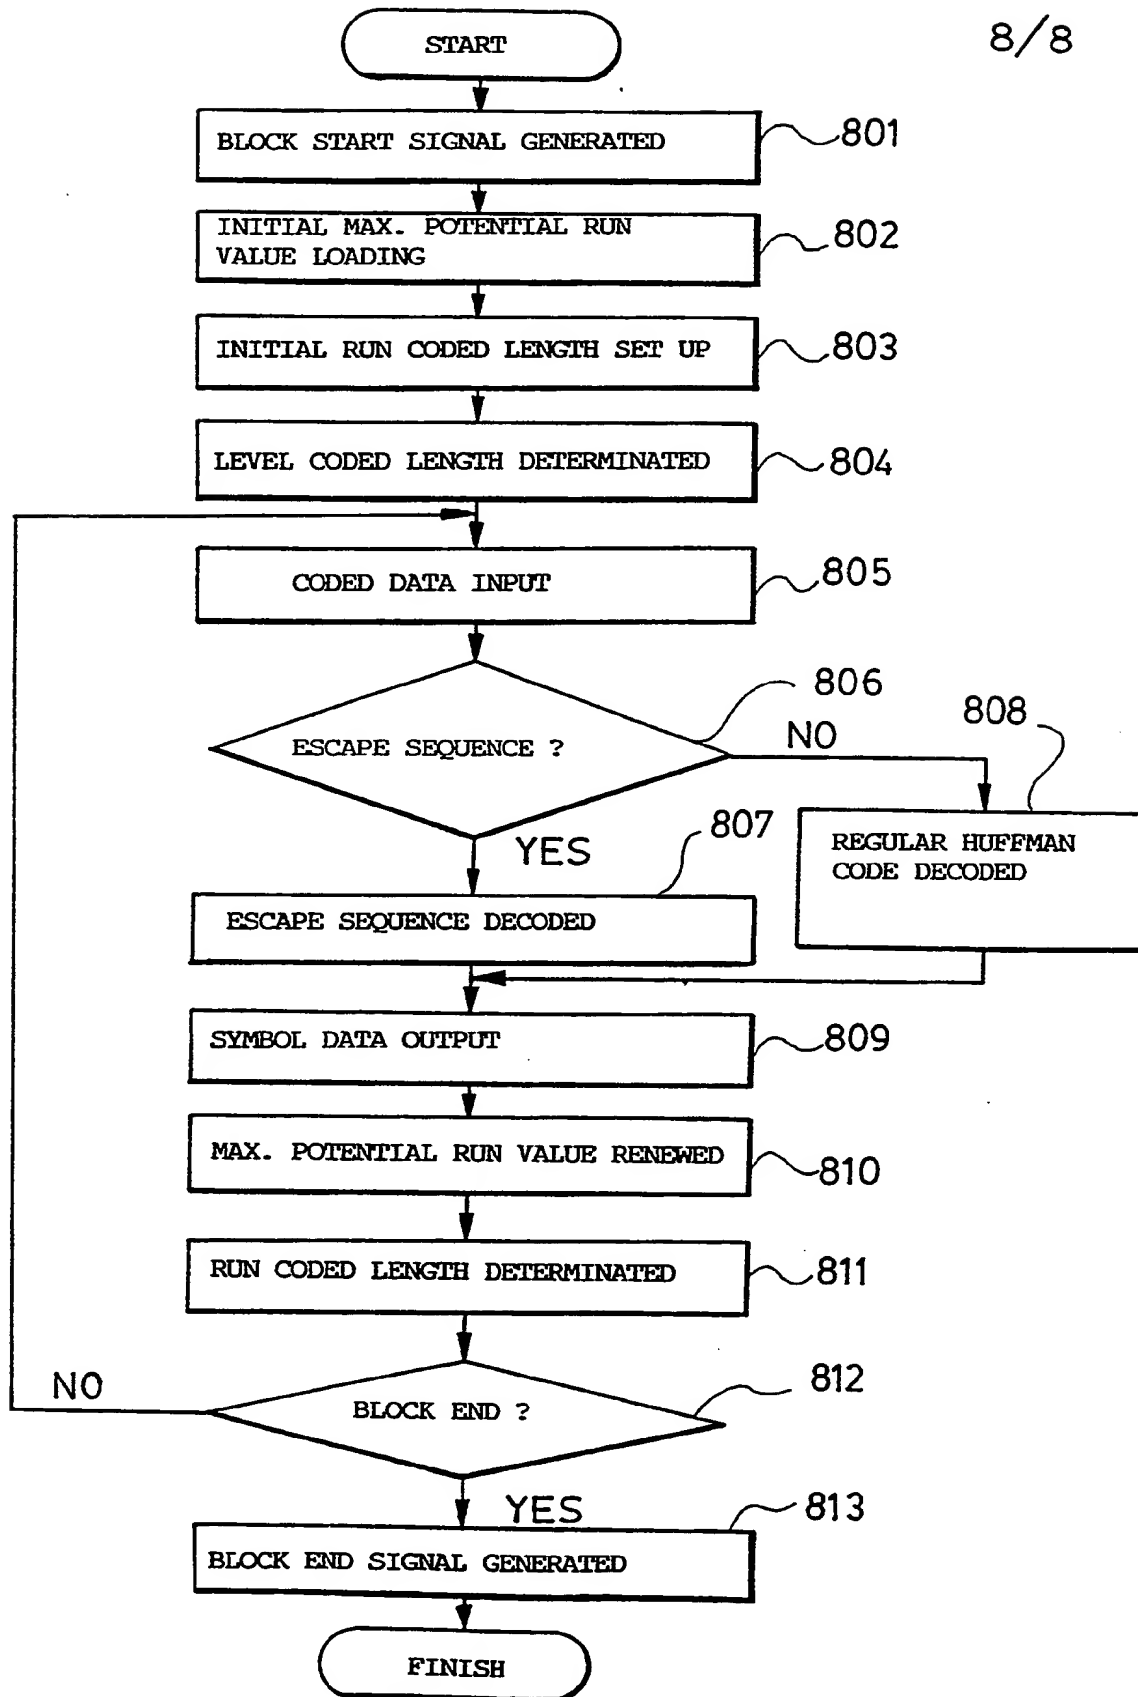 8/8
START
BLOCK START SIGNAL GENERATED
801
INITIAL MAX. POTENTIAL RUN
VALUE LOADING
802
INITIAL RUN CODED LENGTH SET UP
803
LEVEL CODED LENGTH DETERMINATED
804
CODED DATA INPUT
805
ESCAPE SEQUENCE ?
806
NO
808
REGULAR HUFFMAN
CODE DECODED
YES
807
ESCAPE SEQUENCE DECODED
SYMBOL DATA OUTPUT
809
MAX. POTENTIAL RUN VALUE RENEWED
810
RUN CODED LENGTH DETERMINATED
811
BLOCK END ?
812
NO
YES
813
BLOCK END SIGNAL GENERATED
FINISH